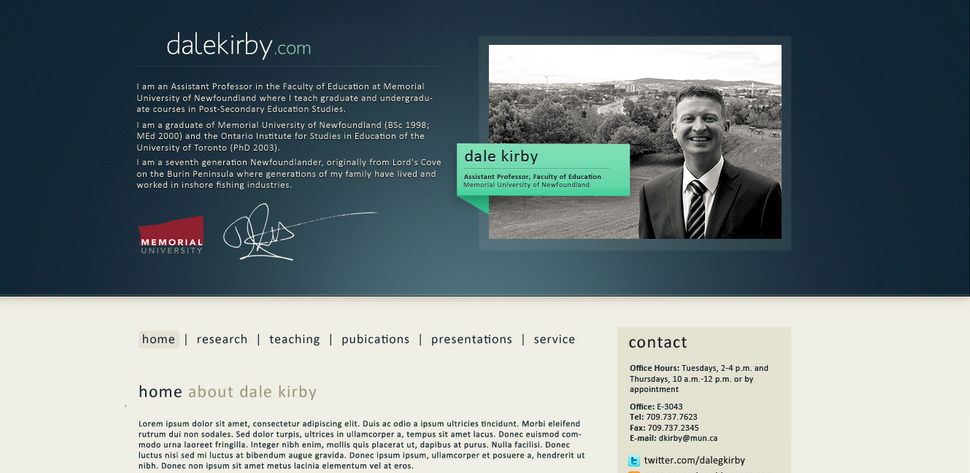 dalekirby.com
I am an Assistant Professor in the Faculty of Education at Memorial
University of Newfoundland where I teach graduate and undergradu-
ate courses in Post-Secondary Education Studies.
I am a graduate of Memorial University of Newfoundland (BSc 1998;
MEd 2000) and the Ontario Institute for Studies in Education of the
University of Toronto (PhD 2003).
I am a seventh generation Newfoundlander, originally from Lord's Cove
on the Burin Peninsula where generations of my family have lived and
worked in inshore fishing industries.
MEMORIAL
UNIVERSITY
dale kirby
Assistant Professor, Faculty of Education
Memorial University of Newfoundland
home | research | teaching | pubications | presentations | service
home about dale kirby
Lorem ipsum dolor sit amet, consectetur adipiscing elit. Duis ac odio a ipsum ultricies tincidunt. Morbi eleifend
rutrum dui non sodales. Sed dolor turpis, ultrices in ullamcorper a, tempus sit amet lacus. Donec euismod com-
modo urna laoreet fringilla. Integer nibh enim, mollis quis placerat ut, dapibus at purus. Nulla facilisi. Donec
luctus nisi sed mi luctus at bibendum augue gravida. Donec ipsum ipsum, ullamcorper et posuere a, hendrerit ut
nibh. Donec non ipsum sit amet metus lacinia elementum vel at eros.
contact
Office Hours: Tuesdays, 2-4 p.m. and
Thursdays, 10 a.m.-12 p.m. or by
appointment
Office: E-3043
Tel: 709.737.7623
Fax: 709.737.2345
E-mail: dkirby@mun.ca
twitter.com/dalegkirby